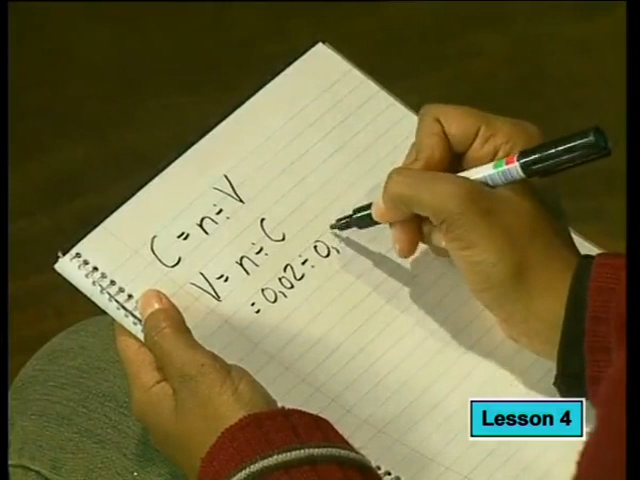 C = n ÷ V
V = n ÷ C
= 0,02 ÷ 0,
Lesson 4